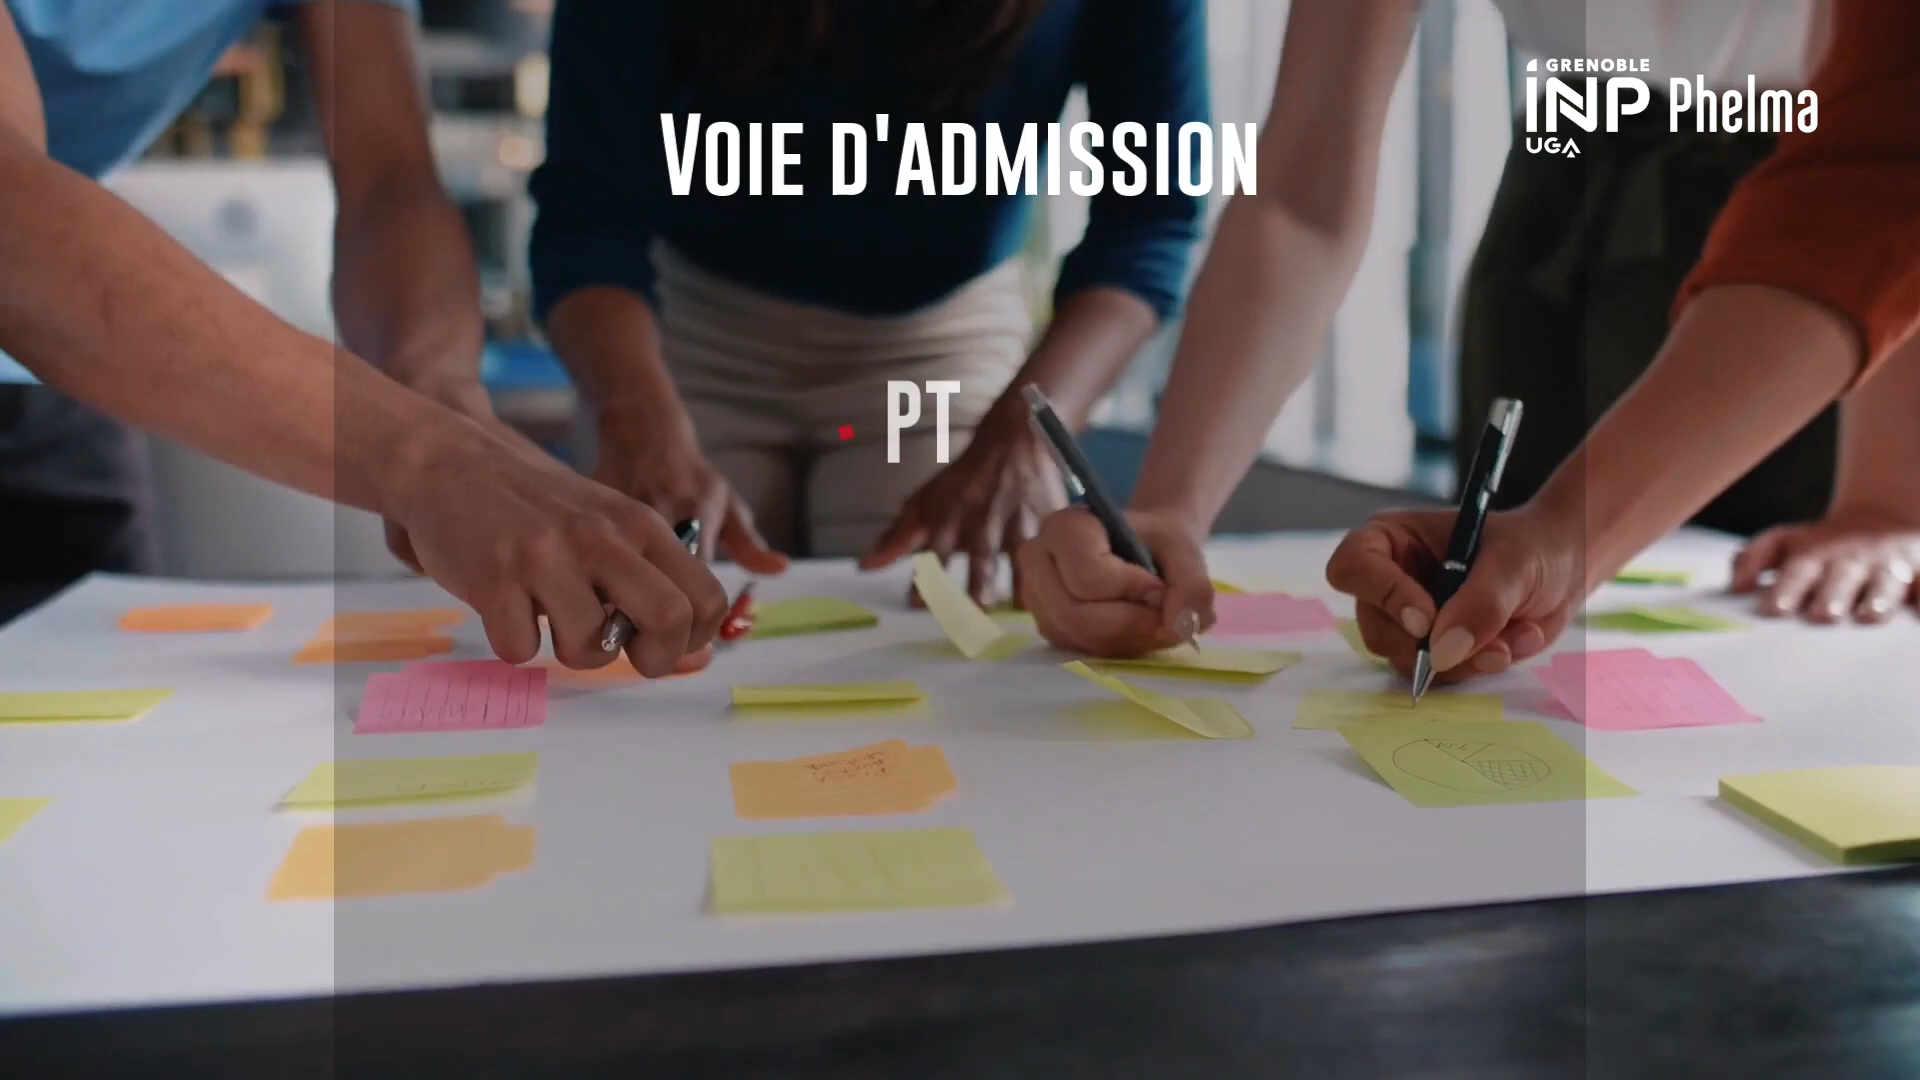 GRENOBLE
INP Phelma
UGA
VOIE D'ADMISSION
PT